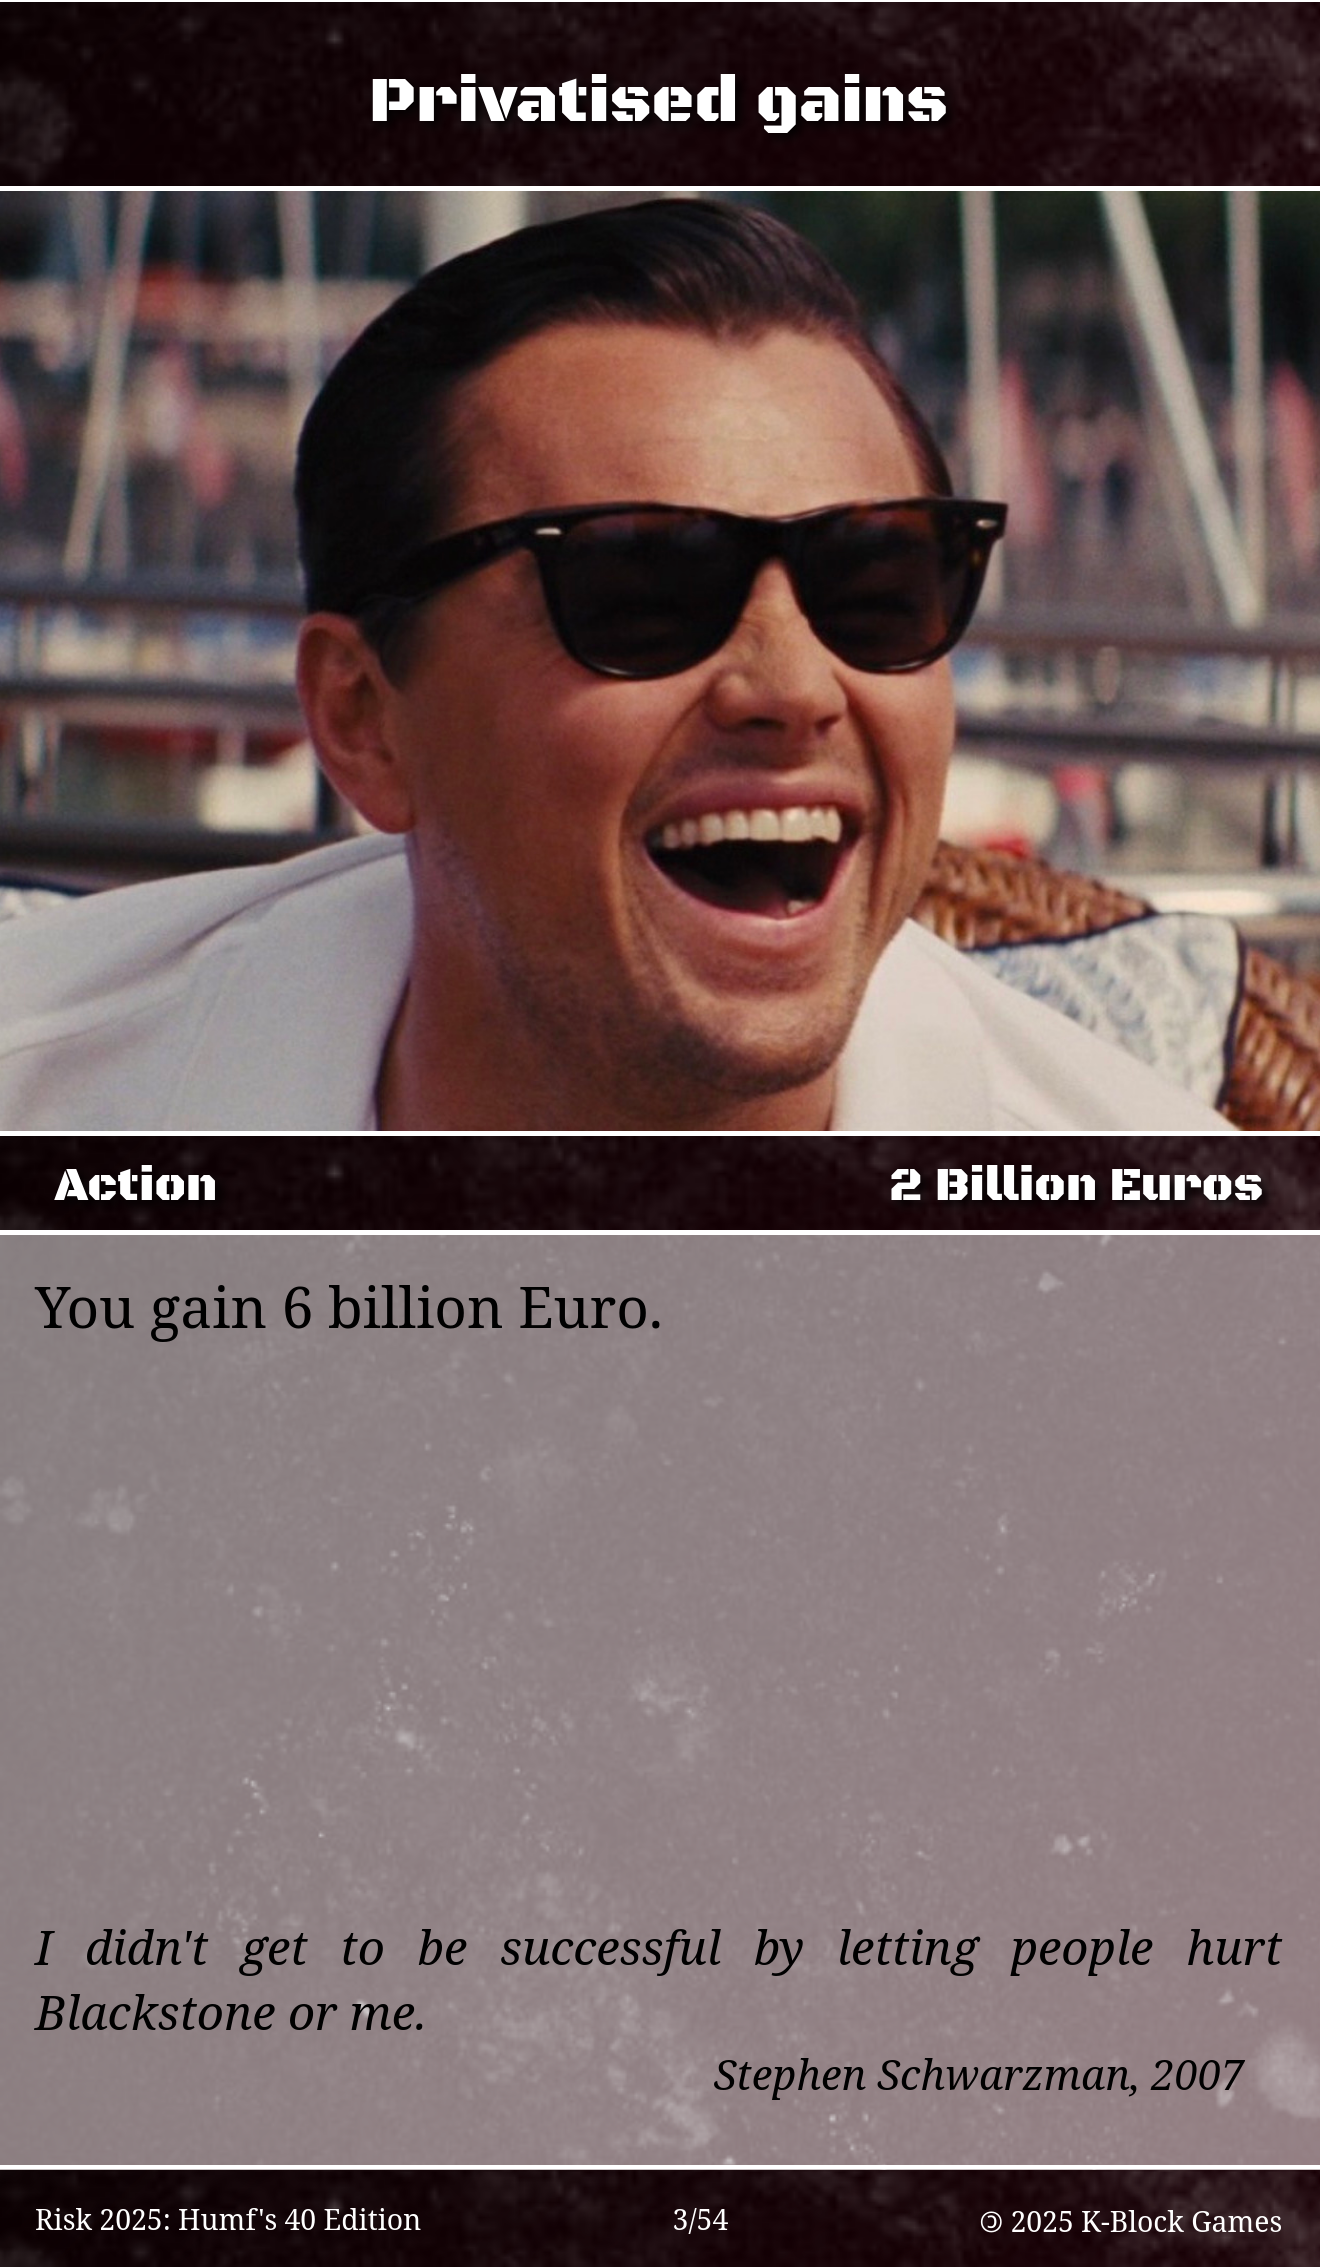 Privatised gains
Action
2 Billion Euros
You gain 6 billion Euro.
I didn't get to be successful by letting people hurt
Blackstone or me.
Stephen Schwarzman, 2007
Risk 2025: Humf's 40 Edition
3/54
🄯 2025 K-Block Games